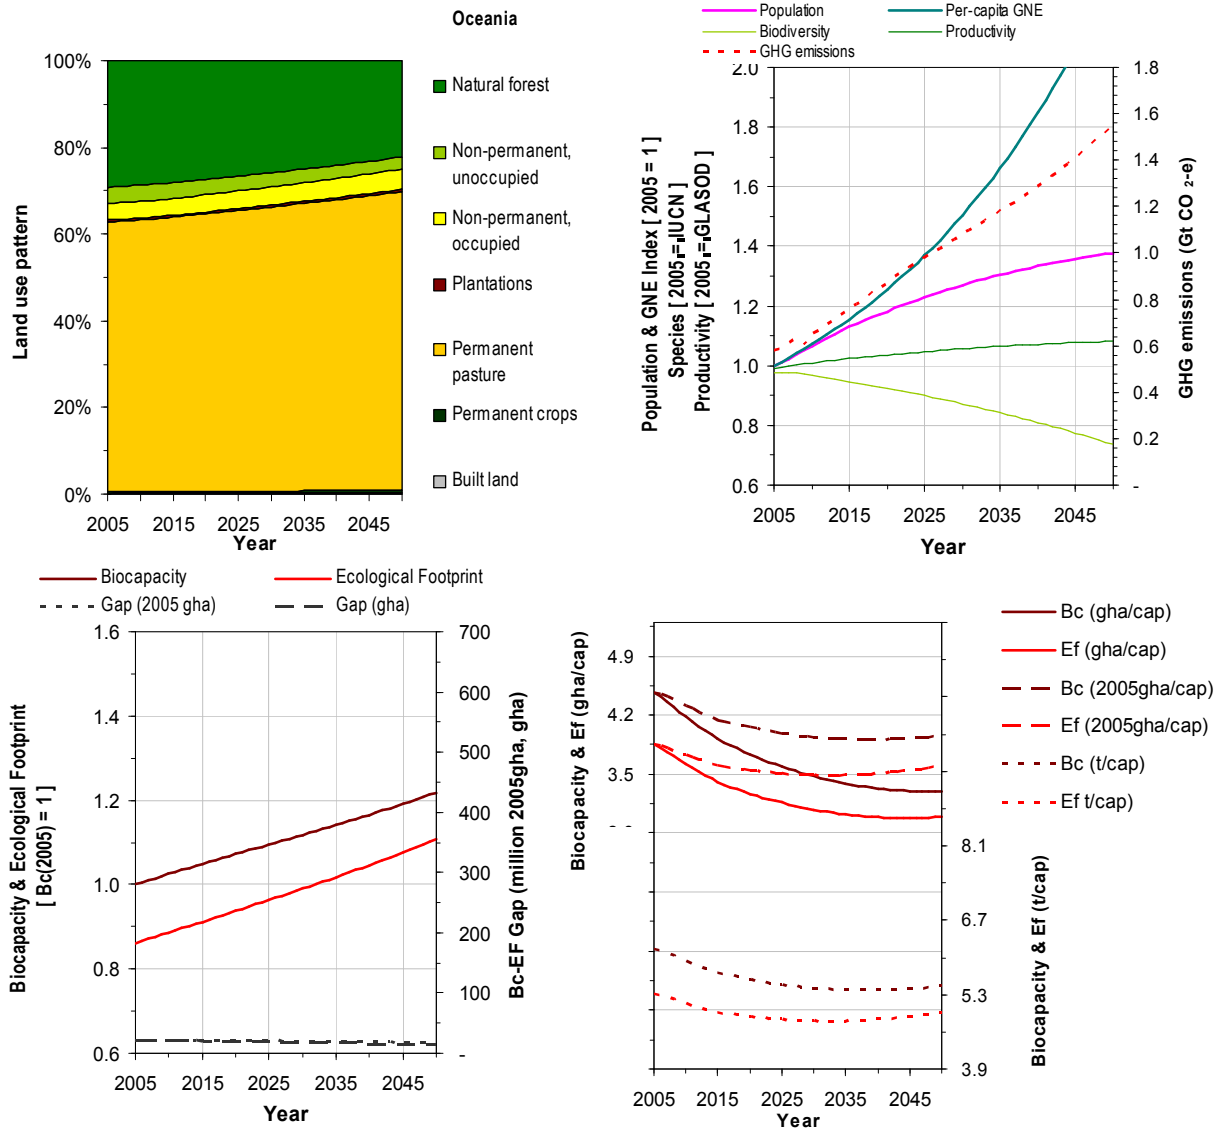 Oceania
100%
80%
60%
40%
20%
0%
Land use pattern
2005 2015 2025 2035 2045
Year
Natural forest
Non-permanent,
unoccupied
Non-permanent,
occupied
Plantations
Permanent
pasture
Permanent crops
Built land
Population
Per-capita GNE
Biodiversity
Productivity
GHG emissions
2.0
1.8
1.6
1.4
1.2
1.0
0.8
0.6
Population & GNE Index [ 2005 = 1 ]
Species [ 2005 = IUCN ]
Productivity [ 2005 = GLASOD ]
1.8
1.6
1.4
1.2
1.0
0.8
0.6
0.4
0.2
-
GHG emissions (Gt CO 2-e)
2005 2015 2025 2035 2045
Year
Biocapacity
Ecological Footprint
Gap (2005 gha)
Gap (gha)
1.6
1.4
1.2
1.0
0.8
0.6
Biocapacity & Ecological Footprint
[ Bc(2005) = 1 ]
700
600
500
400
300
200
100
-
Bc-EF Gap (million 2005gha, gha)
2005 2015 2025 2035 2045
Year
4.9
4.2
3.5
Biocapacity & Ef (gha/cap)
8.1
6.7
5.3
3.9
Biocapacity & Ef (t/cap)
2005 2015 2025 2035 2045
Year
Bc (gha/cap)
Ef (gha/cap)
Bc (2005gha/cap)
Ef (2005gha/cap)
Bc (t/cap)
Ef t/cap)